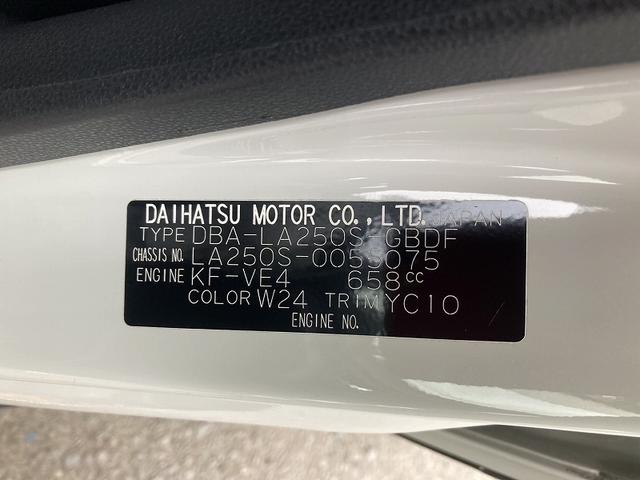 DAIHATSU MOTOR CO., LTD. JAPAN
TYPE DBA-LA250S-GBDF
CHASSIS NO. LA250S-0055075
ENGINE KF-VE4 658cc
COLOR W24 TRIM YC10
ENGINE NO.